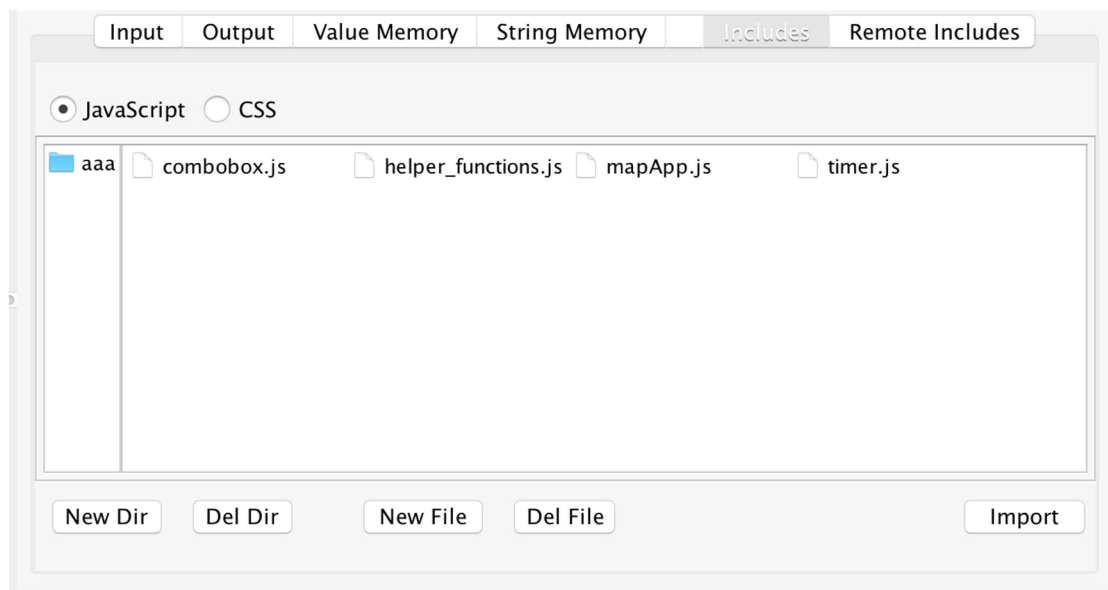 Input Output Value Memory String Memory Includes Remote Includes
JavaScript CSS
aaa combobox.js helper_functions.js mapApp.js timer.js
New Dir Del Dir New File Del File Import